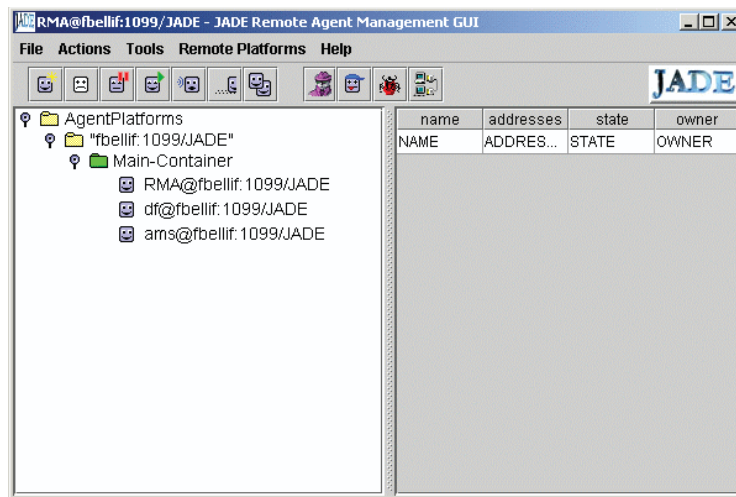 JADE RMA@fbellif:1099/JADE - JADE Remote Agent Management GUI
File Actions Tools Remote Platforms Help
JADE
AgentPlatforms
"fbellif:1099/JADE"
Main-Container
RMA@fbellif:1099/JADE
df@fbellif:1099/JADE
ams@fbellif:1099/JADE
name addresses state owner
NAME ADDRES... STATE OWNER